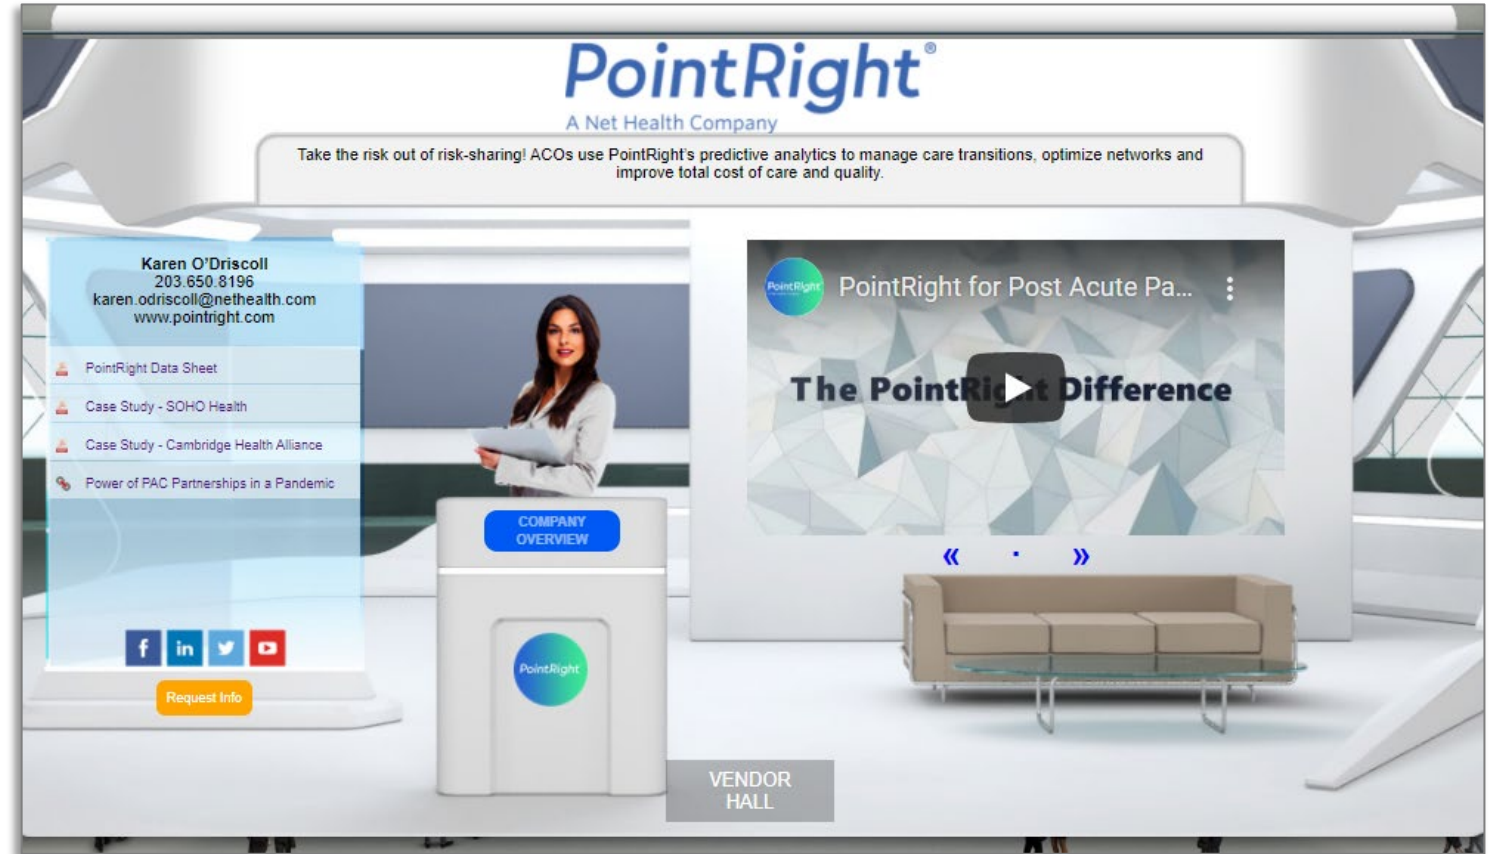 PointRight®
A Net Health Company
Take the risk out of risk-sharing! ACOs use PointRight's predictive analytics to manage care transitions, optimize networks and
improve total cost of care and quality.
Karen O'Driscoll
203.650.8196
karen.odriscoll@nethealth.com
www.pointright.com
PointRight Data Sheet
Case Study - SOHO Health
Case Study - Cambridge Health Alliance
Power of PAC Partnerships in a Pandemic
f in
Request Info
COMPANY
OVERVIEW
PointRight
PointRight
PointRight for Post Acute Pa...
The PointRight Difference
« · »
VENDOR
HALL